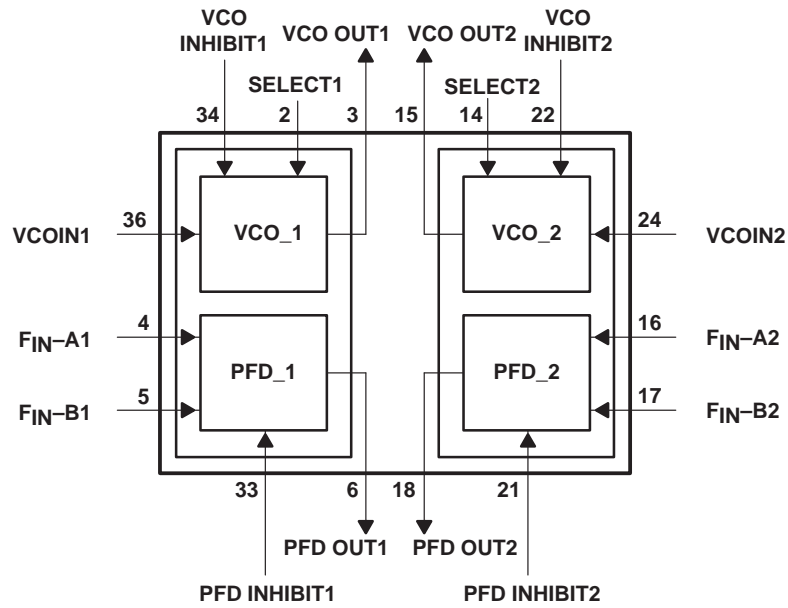 VCO
INHIBIT1
VCO OUT1
VCO OUT2
VCO
INHIBIT2
SELECT1
SELECT2
34
2
3
15
14
22
VCOIN1
36
VCO_1
VCO_2
24
VCOIN2
FIN–A1
4
16
FIN–A2
PFD_1
PFD_2
FIN–B1
5
17
FIN–B2
33
6
18
21
PFD OUT1
PFD OUT2
PFD INHIBIT1
PFD INHIBIT2